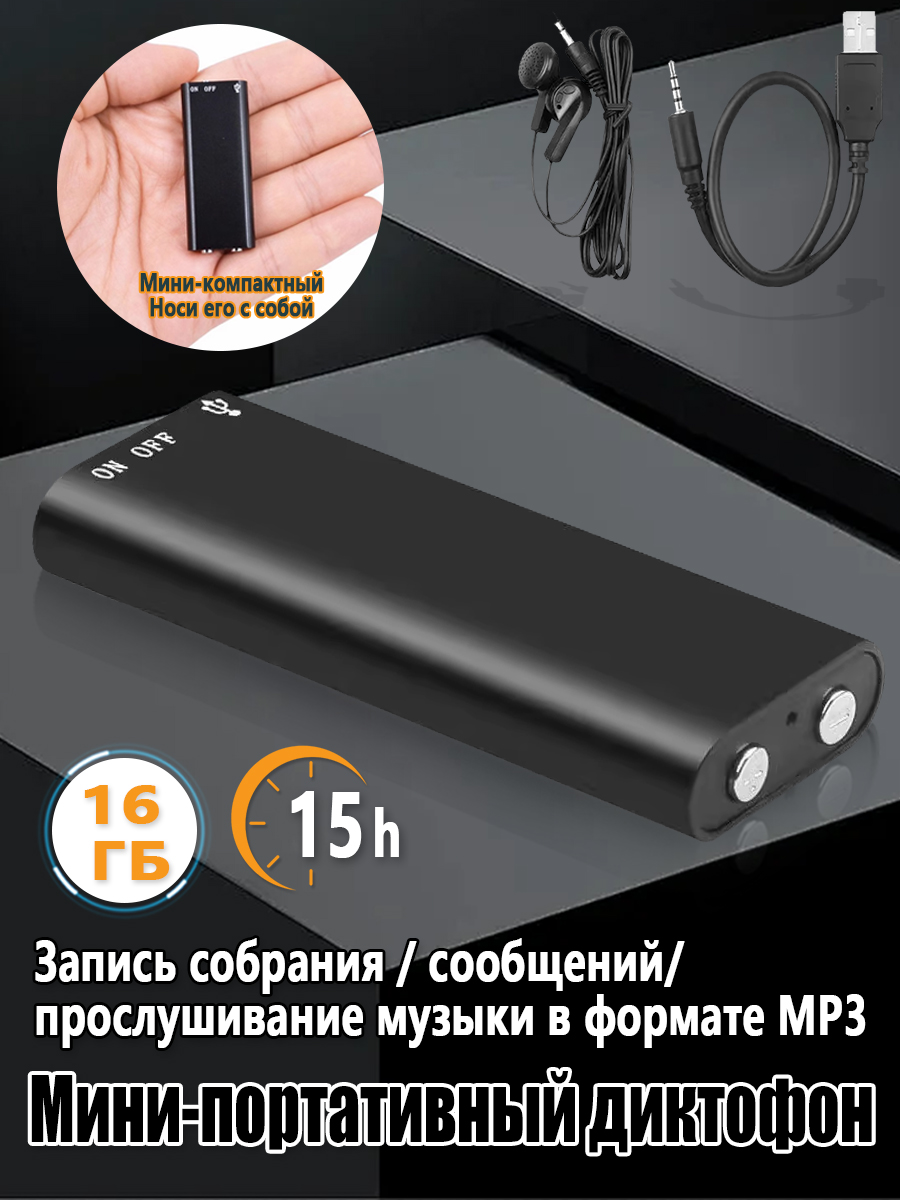 ON OFF
Мини-компактный
Носи его с собой
ON OFF
16
ГБ
15h
Запись собрания / сообщений/
прослушивание музыки в формате MP3
Мини-портативный диктофон